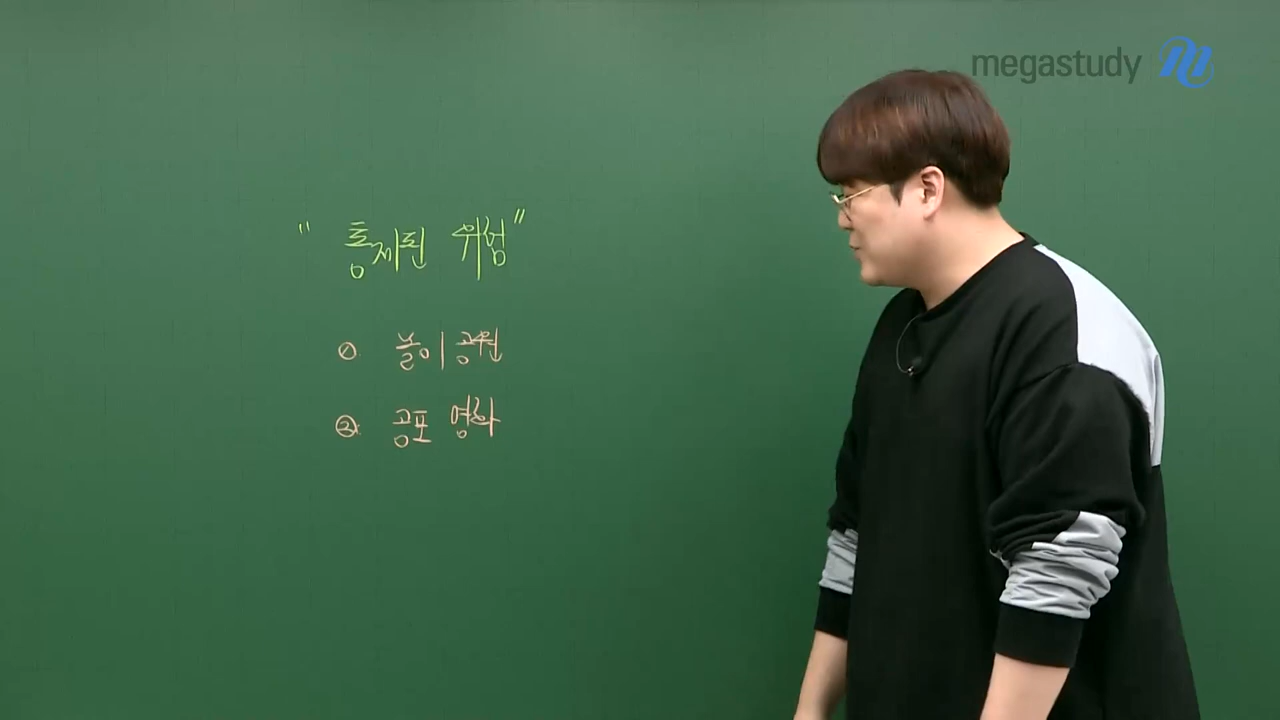 megastudy
" 통제된 위험 "
① 놀이공원
② 공포 영화